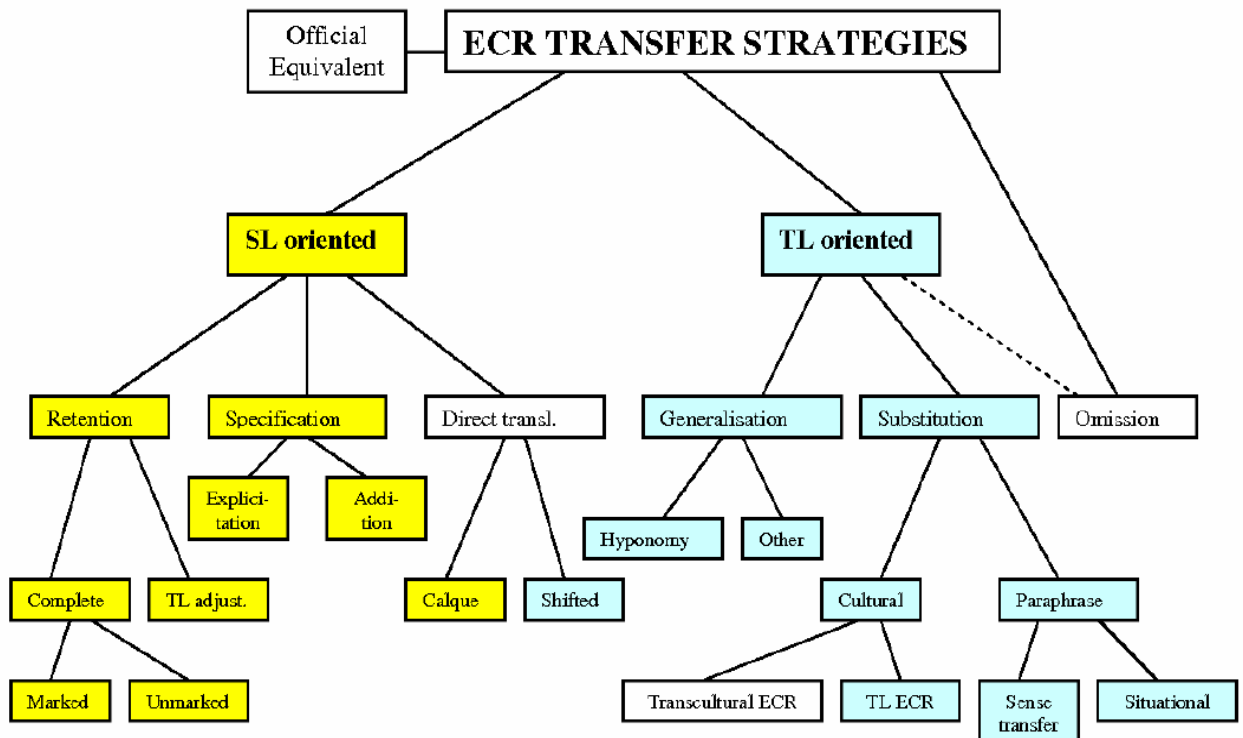 Official
Equivalent
ECR TRANSFER STRATEGIES
SL oriented
TL oriented
Retention
Specification
Direct transl.
Generalisation
Substitution
Omission
Explici-
tation
Addi-
tion
Hyponomy
Other
Complete
TL adjust.
Calque
Shifted
Cultural
Paraphrase
Marked
Unmarked
Transcultural ECR
TL ECR
Sense
transfer
Situational